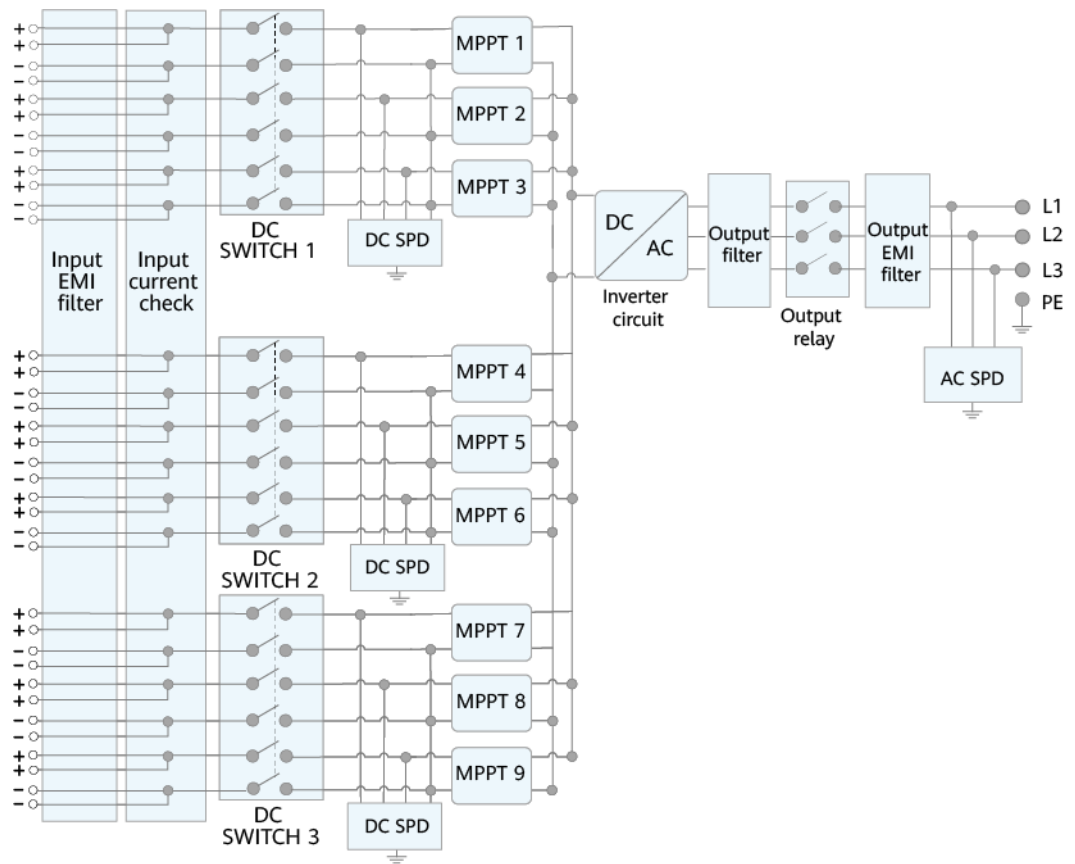 +
+
−
−
+
+
−
−
+
+
−
−
DC
SWITCH 1
MPPT 1
MPPT 2
MPPT 3
DC SPD
Input
EMI
filter
Input
current
check
DC
AC
Inverter
circuit
Output
filter
Output
relay
Output
EMI
filter
L1
L2
L3
PE
AC SPD
+
+
−
−
+
+
−
−
+
+
−
−
DC
SWITCH 2
MPPT 4
MPPT 5
MPPT 6
DC SPD
+
+
−
−
+
+
−
−
+
+
−
−
DC
SWITCH 3
MPPT 7
MPPT 8
MPPT 9
DC SPD